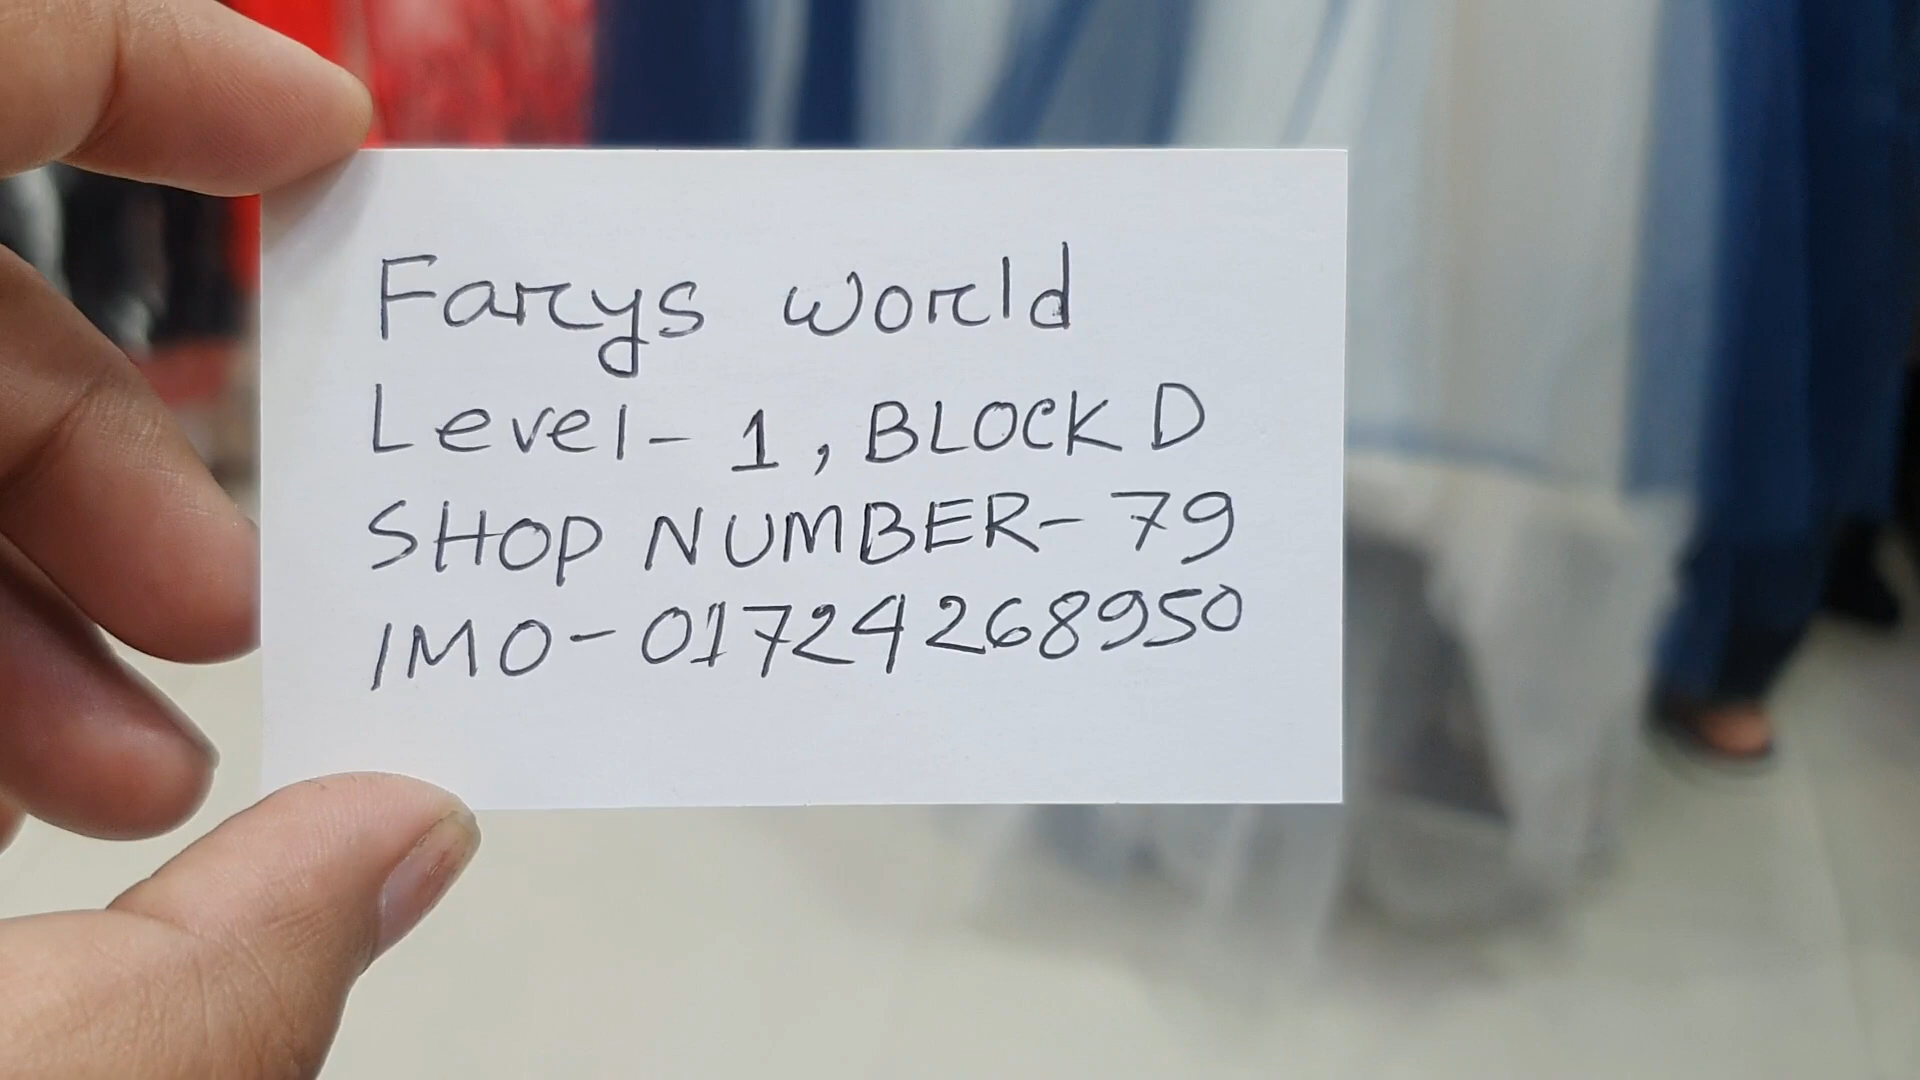 Farys world
Level- 1, BLOCK D
SHOP NUMBER- 79
IMO- 01724268950